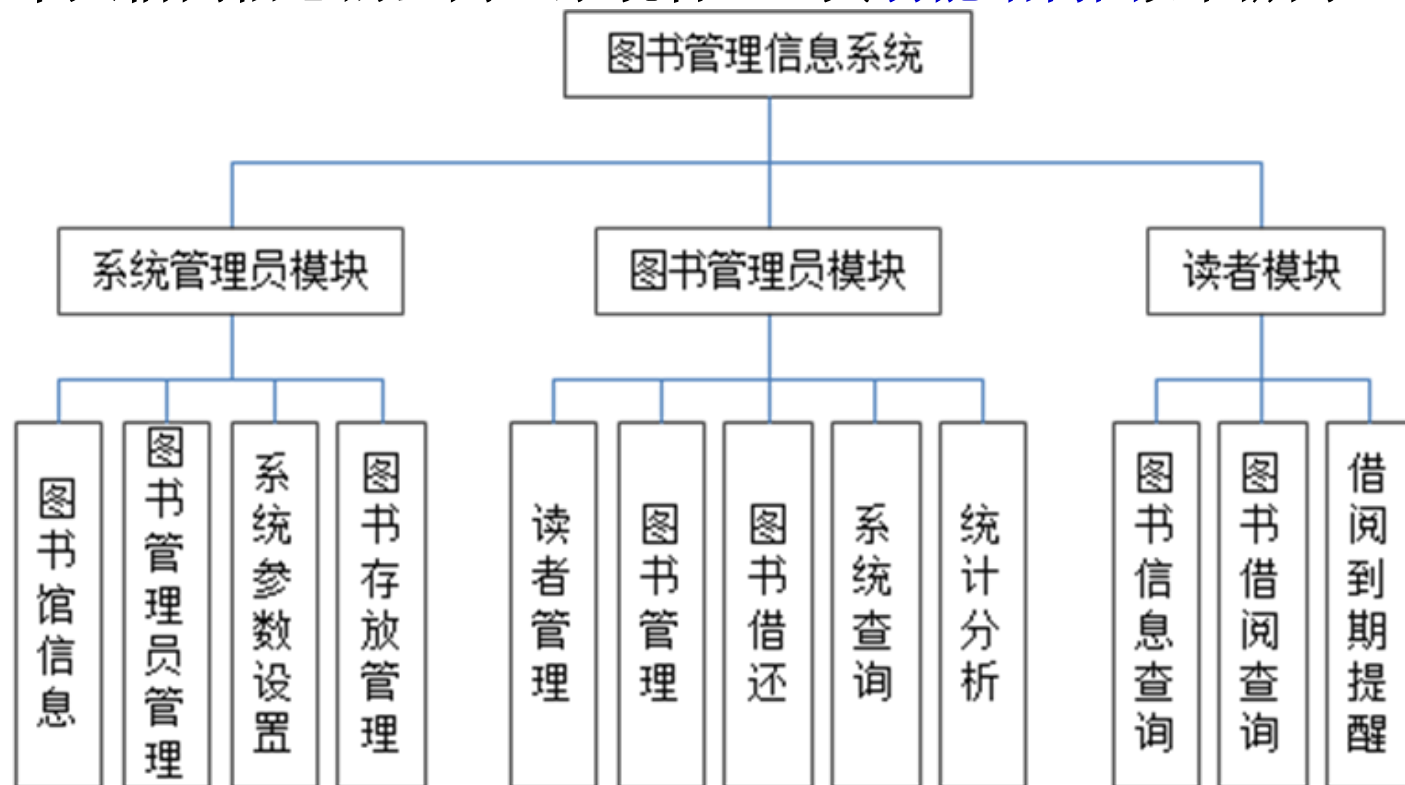 图书管理信息系统
系统管理员模块
图书管理员模块
读者模块
图书馆信息
图书管理员管理
系统参数设置
图书存放管理
读者管理
图书管理
图书借还
系统查询
统计分析
图书信息查询
图书借阅查询
借阅到期提醒